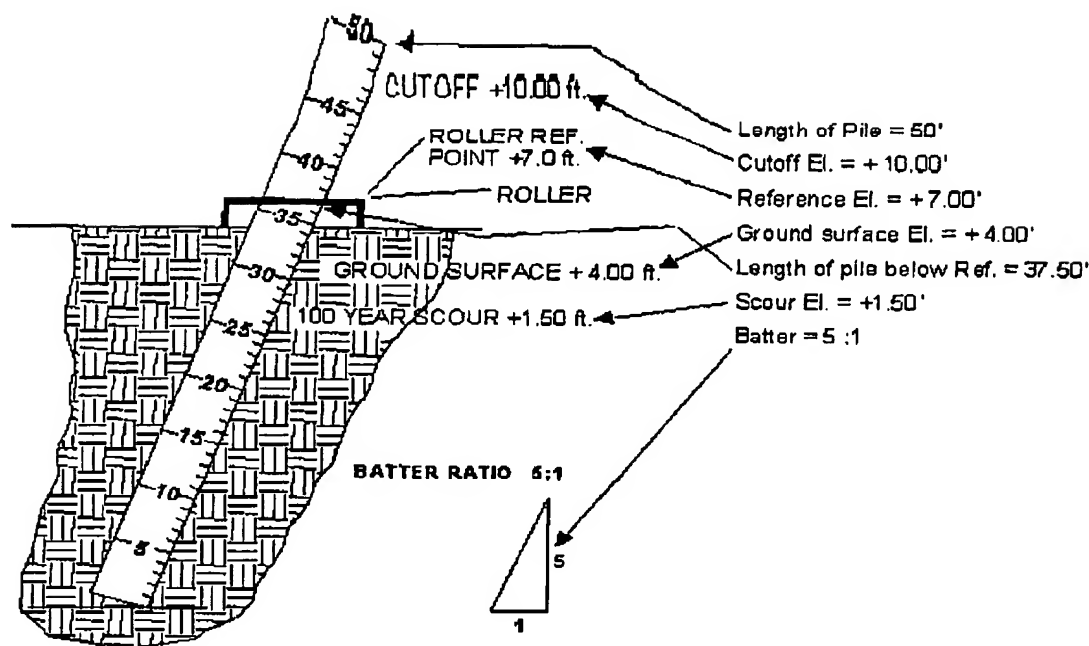 50
45
40
35
30
25
20
15
10
5
CUTOFF +10.00 ft.
ROLLER REF.
POINT +7.0 ft.
ROLLER
GROUND SURFACE + 4.00 ft.
100 YEAR SCOUR +1.50 ft.
Length of Pile = 50'
Cutoff El. = + 10.00'
Reference El. = +7.00'
Ground surface El. = + 4.00'
Length of pile below Ref. = 37.50'
Scour El. = +1.50'
Batter = 5 :1
BATTER RATIO 5:1
5
1